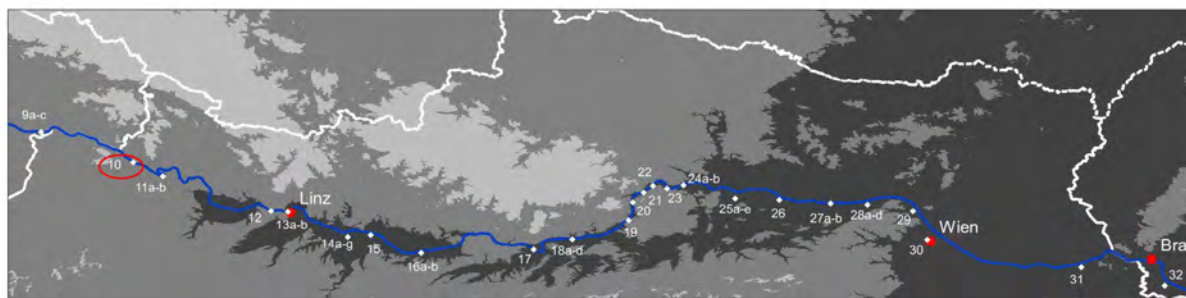 9a-c
10
11a-b
12
Linz
13a-b
14a-g
15
16a-b
17
18a-d
19
20
21
22
23
24a-b
25a-e
26
27a-b
28a-d
29
Wien
30
31
Bra
32